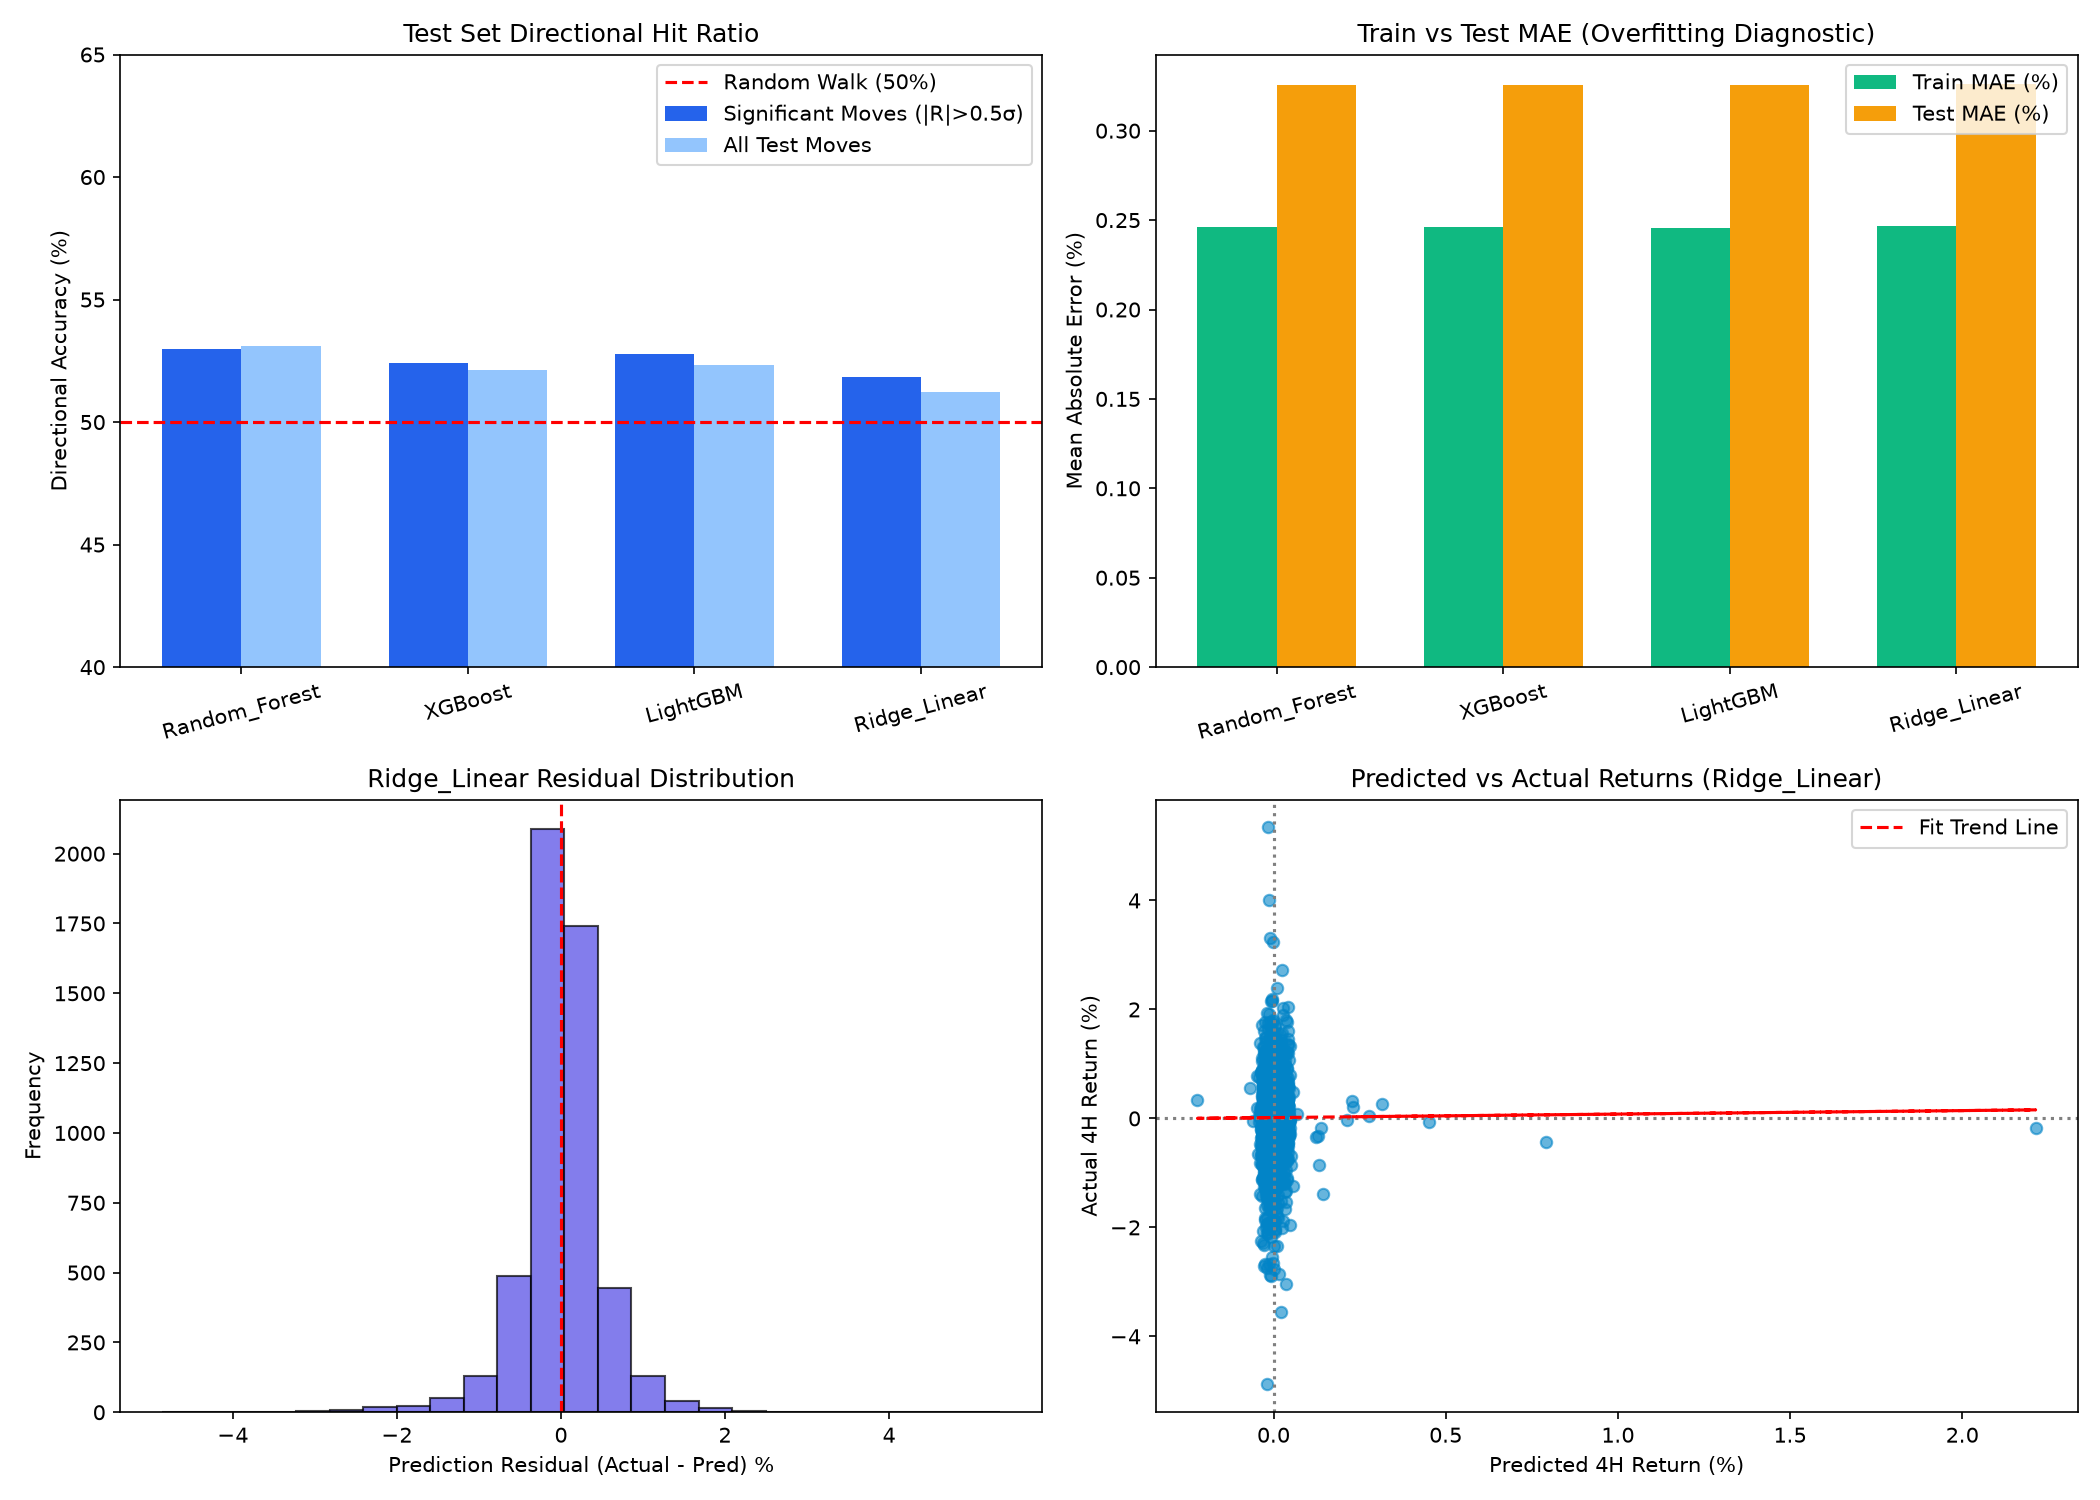 Test Set Directional Hit Ratio
Directional Accuracy (%)
65
60
55
50
45
40
Random Walk (50%)
Significant Moves (|R|>0.5σ)
All Test Moves
Random_Forest
XGBoost
LightGBM
Ridge_Linear
Train vs Test MAE (Overfitting Diagnostic)
Mean Absolute Error (%)
0.30
0.25
0.20
0.15
0.10
0.05
0.00
Train MAE (%)
Test MAE (%)
Random_Forest
XGBoost
LightGBM
Ridge_Linear
Ridge_Linear Residual Distribution
Frequency
2000
1750
1500
1250
1000
750
500
250
0
−4
−2
0
2
4
Prediction Residual (Actual - Pred) %
Predicted vs Actual Returns (Ridge_Linear)
Actual 4H Return (%)
4
2
0
−2
−4
Fit Trend Line
0.0
0.5
1.0
1.5
2.0
Predicted 4H Return (%)